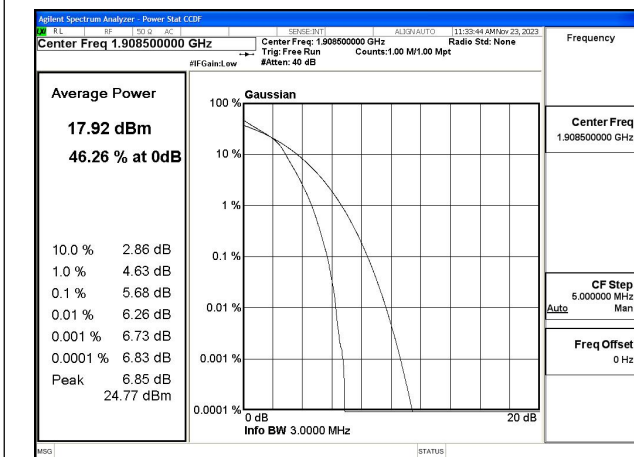 Agilent Spectrum Analyzer - Power Stat CCDF
LXI RL RF 50 Ω AC SENSE:INT ALIGN AUTO 11:33:44 AM Nov 23, 2023
Center Freq 1.908500000 GHz
Center Freq: 1.908500000 GHz Radio Std: None
Trig: Free Run Counts:1.00 M/1.00 Mpt
#IFGain:Low #Atten: 40 dB
Frequency
Average Power
17.92 dBm
46.26 % at 0dB
10.0 % 2.86 dB
1.0 % 4.63 dB
0.1 % 5.68 dB
0.01 % 6.26 dB
0.001 % 6.73 dB
0.0001 % 6.83 dB
Peak 6.85 dB
24.77 dBm
Gaussian
100 %
10 %
1 %
0.1 %
0.01 %
0.001 %
0.0001 %
0 dB 20 dB
Info BW 3.0000 MHz
Center Freq
1.908500000 GHz
CF Step
5.000000 MHz
Auto Man
Freq Offset
0 Hz
MSG STATUS